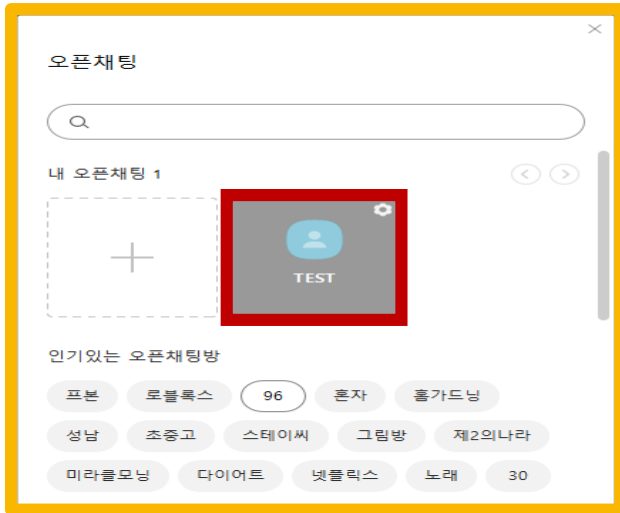 오픈채팅
내 오픈채팅 1
TEST
인기있는 오픈채팅방
프본 로블록스 96 혼자 홈가드닝
성남 초중고 스테이씨 그림방 제2의나라
미라클모닝 다이어트 넷플릭스 노래 30